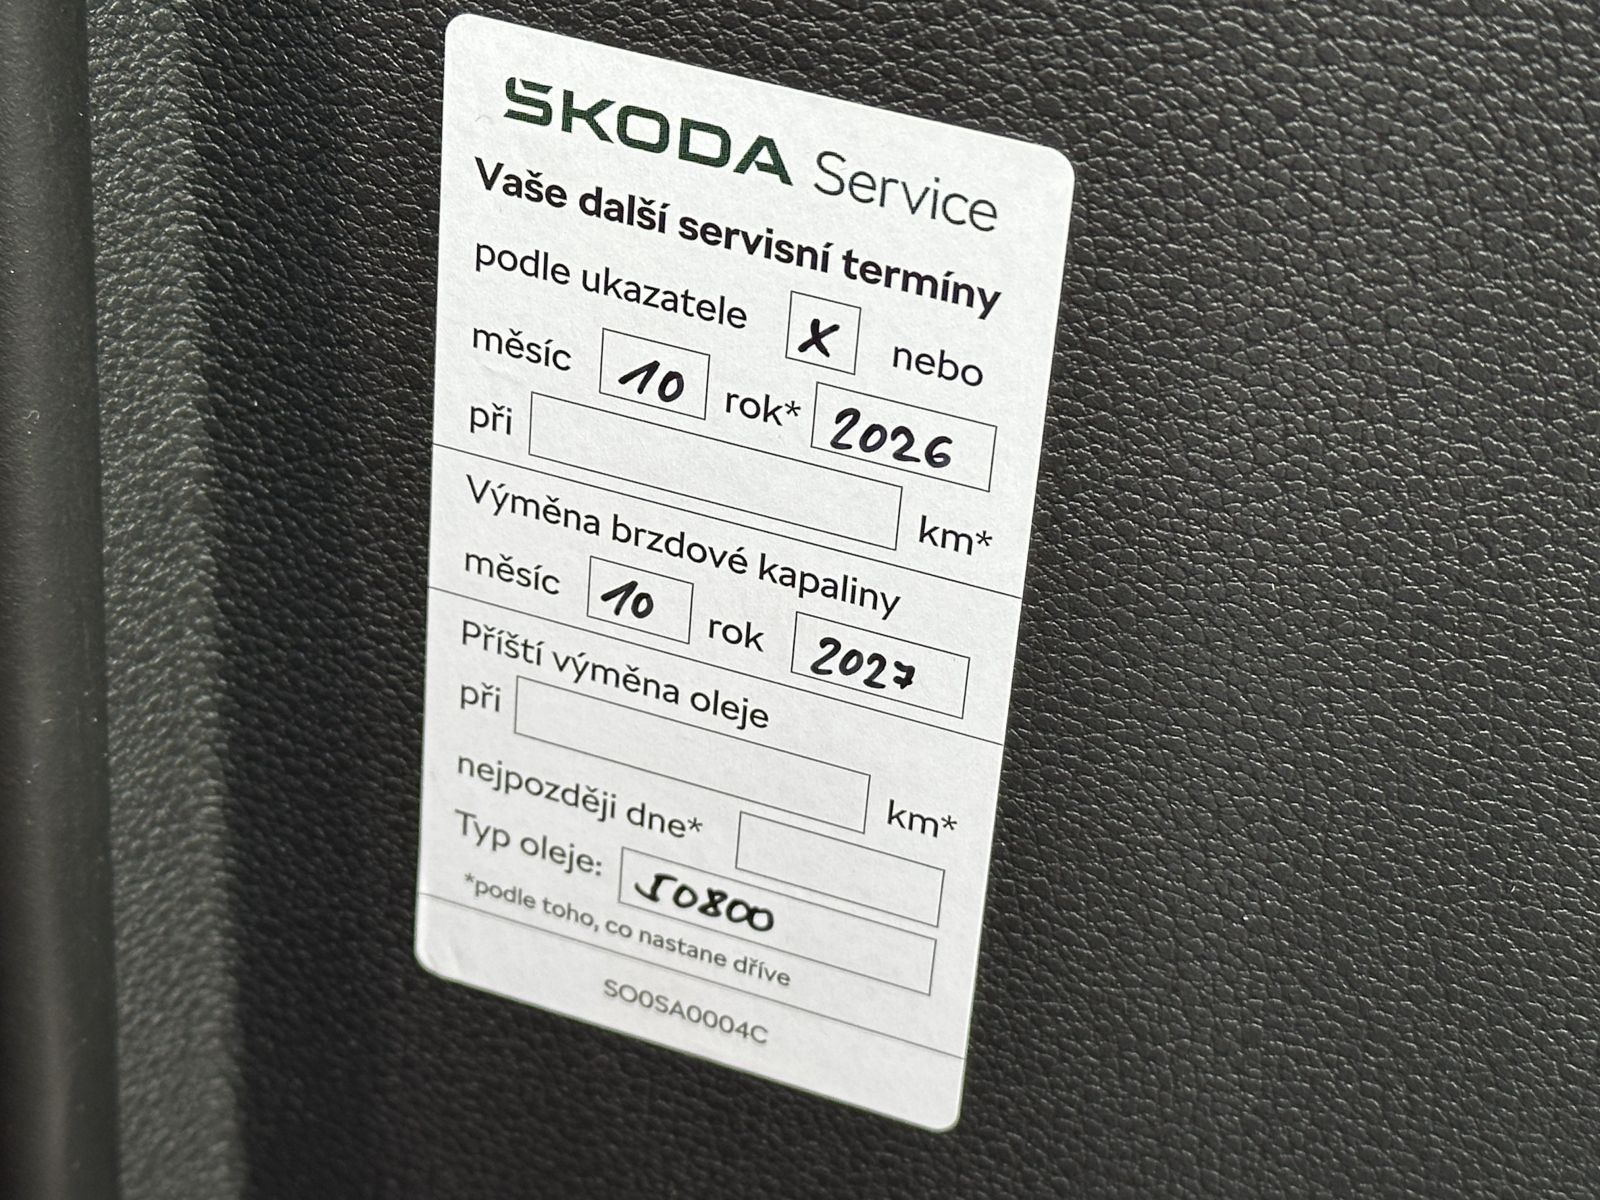 ŠKODA Service
Vaše další servisní termíny
podle ukazatele X nebo
měsíc 10 rok* 2026
při km*
Výměna brzdové kapaliny
měsíc 10 rok 2027
Příští výměna oleje
při km*
nejpozději dne*
Typ oleje: 50800
*podle toho, co nastane dříve
SO0SA0004C